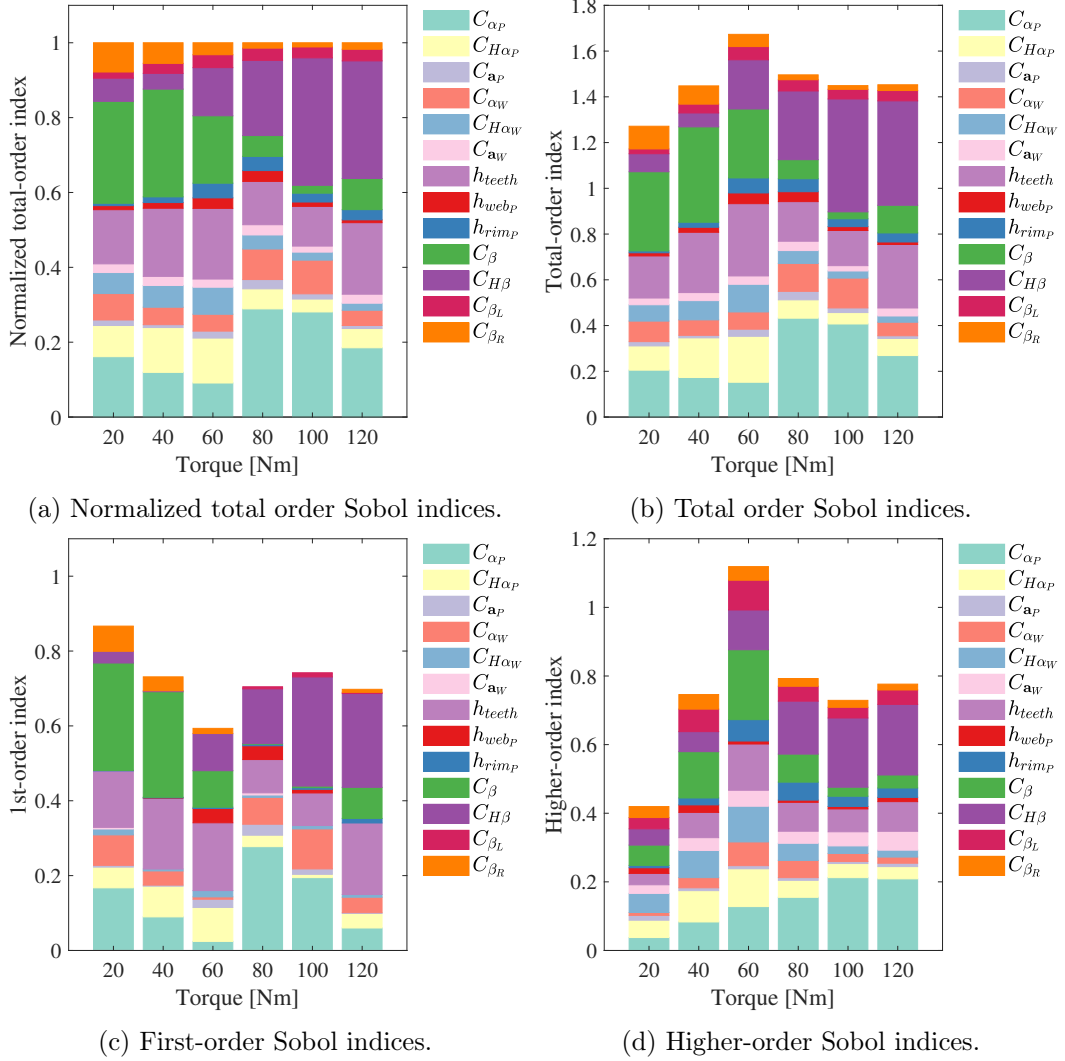 Normalized total-order index
1
0.8
0.6
0.4
0.2
0
20 40 60 80 100 120
Torque [Nm]
C_{α_P}
C_{Hα_P}
C_{a_P}
C_{α_W}
C_{Hα_W}
C_{a_W}
h_{teeth}
h_{web_P}
h_{rim_P}
C_β
C_{Hβ}
C_{β_L}
C_{β_R}
(a) Normalized total order Sobol indices.
Total-order index
1.8
1.6
1.4
1.2
1
0.8
0.6
0.4
0.2
0
20 40 60 80 100 120
Torque [Nm]
C_{α_P}
C_{Hα_P}
C_{a_P}
C_{α_W}
C_{Hα_W}
C_{a_W}
h_{teeth}
h_{web_P}
h_{rim_P}
C_β
C_{Hβ}
C_{β_L}
C_{β_R}
(b) Total order Sobol indices.
1st-order index
1
0.8
0.6
0.4
0.2
0
20 40 60 80 100 120
Torque [Nm]
C_{α_P}
C_{Hα_P}
C_{a_P}
C_{α_W}
C_{Hα_W}
C_{a_W}
h_{teeth}
h_{web_P}
h_{rim_P}
C_β
C_{Hβ}
C_{β_L}
C_{β_R}
(c) First-order Sobol indices.
Higher-order index
1.2
1
0.8
0.6
0.4
0.2
0
20 40 60 80 100 120
Torque [Nm]
C_{α_P}
C_{Hα_P}
C_{a_P}
C_{α_W}
C_{Hα_W}
C_{a_W}
h_{teeth}
h_{web_P}
h_{rim_P}
C_β
C_{Hβ}
C_{β_L}
C_{β_R}
(d) Higher-order Sobol indices.